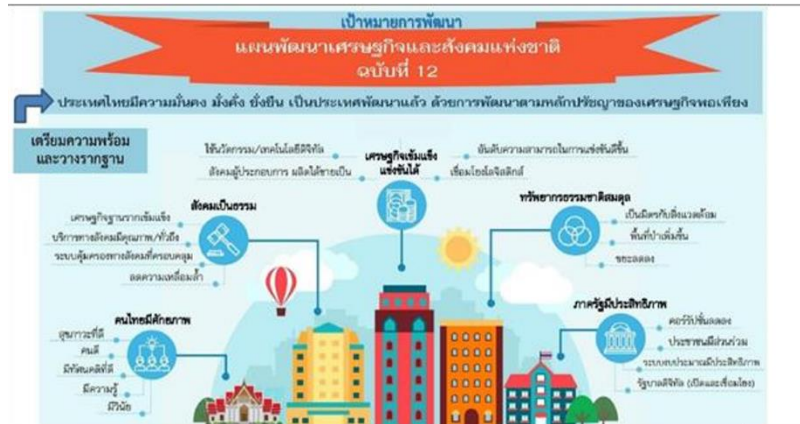 เป้าหมายการพัฒนา
แผนพัฒนาเศรษฐกิจและสังคมแห่งชาติ
ฉบับที่ 12
ประเทศไทยมีความมั่นคง มั่งคั่ง ยั่งยืน เป็นประเทศพัฒนาแล้ว ด้วยการพัฒนาตามหลักปรัชญาของเศรษฐกิจพอเพียง
เตรียมความพร้อม
และวางรากฐาน
เศรษฐกิจเข้มแข็ง
แข่งขันได้
ใช้นวัตกรรม/เทคโนโลยีดิจิทัล
สังคมผู้ประกอบการ ผลิตได้ขายเป็น
อันดับความสามารถในการแข่งขันดีขึ้น
เชื่อมโยงโลจิสติกส์
สังคมเป็นธรรม
เศรษฐกิจฐานรากเข้มแข็ง
บริการทางสังคมมีคุณภาพ/ทั่วถึง
ระบบคุ้มครองทางสังคมที่ครอบคลุม
ลดความเหลื่อมล้ำ
ทรัพยากรธรรมชาติสมดุล
เป็นมิตรกับสิ่งแวดล้อม
พื้นที่ป่าเพิ่มขึ้น
ขยะลดลง
คนไทยมีศักยภาพ
สุขภาวะที่ดี
คนดี
มีทัศนคติที่ดี
มีความรู้
มีวินัย
ภาครัฐมีประสิทธิภาพ
คอร์รัปชั่นลดลง
ประชาชนมีส่วนร่วม
ระบบงบประมาณมีประสิทธิภาพ
รัฐบาลดิจิทัล (เปิดและเชื่อมโยง)